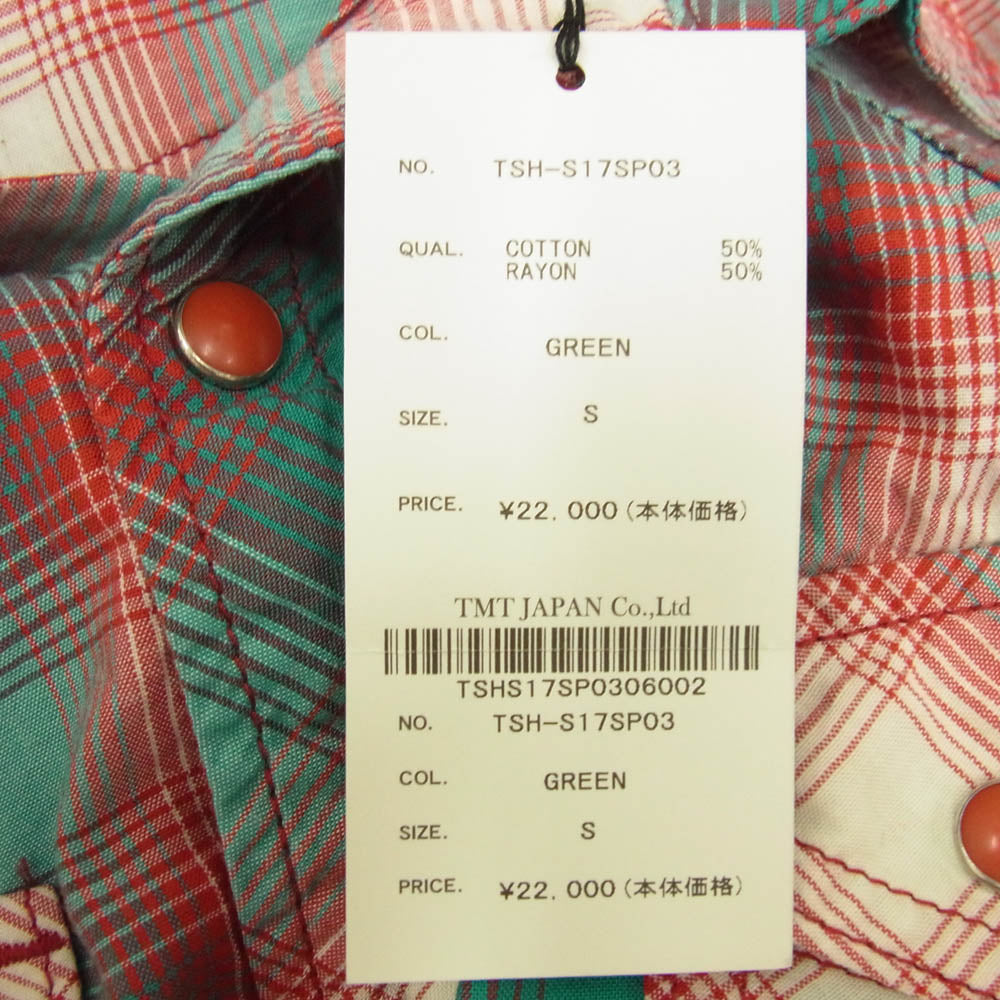 NO. TSH-S17SP03
QUAL. COTTON 50%
RAYON 50%
COL. GREEN
SIZE. S
PRICE. ¥22,000(本体価格)
TMT JAPAN Co.,Ltd
TSHS17SP0306002
NO. TSH-S17SP03
COL. GREEN
SIZE. S
PRICE. ¥22,000(本体価格)